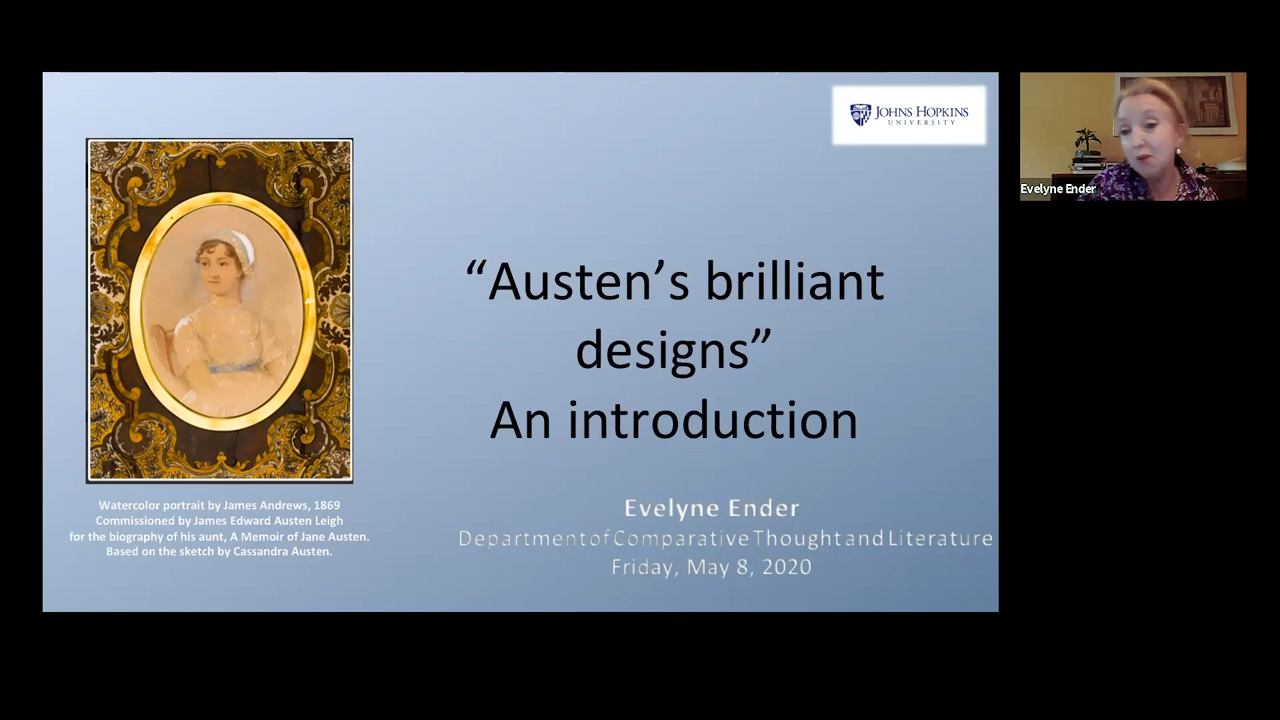 JOHNS HOPKINS
UNIVERSITY
“Austen’s brilliant
designs”
An introduction
Watercolor portrait by James Andrews, 1869
Commissioned by James Edward Austen Leigh
for the biography of his aunt, A Memoir of Jane Austen.
Based on the sketch by Cassandra Austen.
Evelyne Ender
Department of Comparative Thought and Literature
Friday, May 8, 2020
Evelyne Ender